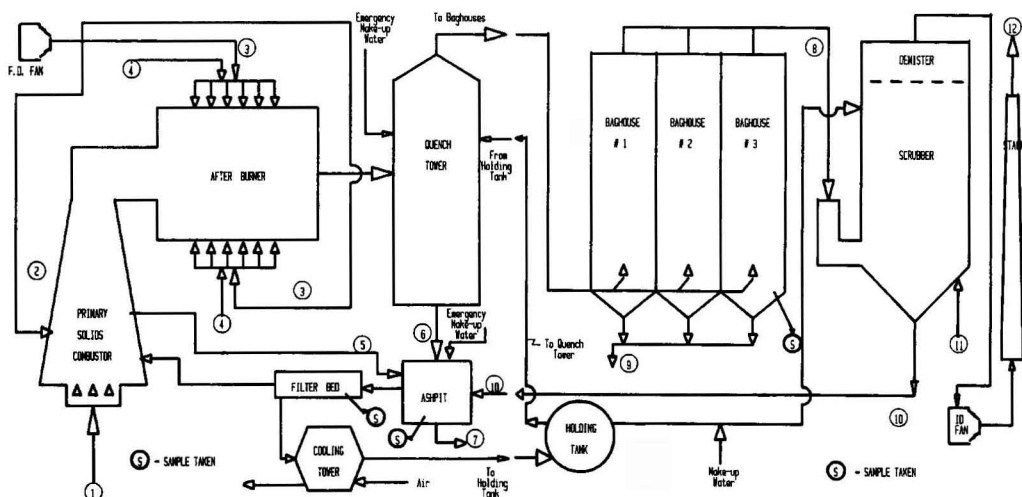 F.D. FAN
3
4
Emergency
Make-up
Water
To Baghouses
8
12
DEMISTER
AFTER BURNER
QUENCH
TOWER
From
Holding
Tank
BAGHOUSE
# 1
BAGHOUSE
# 2
BAGHOUSE
# 3
SCRUBBER
2
3
4
PRIMARY
SOLIDS
COMBUSTOR
5
6
Emergency
Make-up
Water
To Quench
Tower
9
S
11
FILTER BED
S
ASHPIT
S
10
7
HOLDING
TANK
10
ID
FAN
1
S - SAMPLE TAKEN
COOLING
TOWER
Air
To
Holding
Tank
Make-up
Water
S - SAMPLE TAKEN